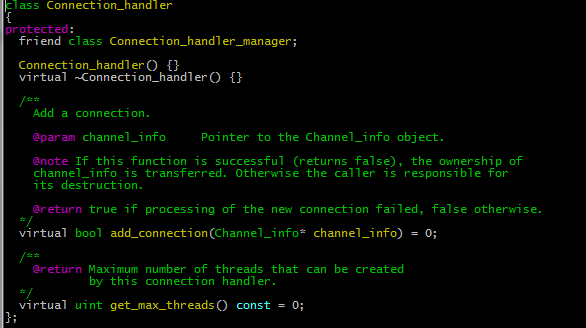 class Connection_handler
{
protected:
  friend class Connection_handler_manager;

  Connection_handler() {}
  virtual ~Connection_handler() {}

  /**
    Add a connection.

    @param channel_info     Pointer to the Channel_info object.

    @note If this function is successful (returns false), the ownership of
    channel_info is transferred. Otherwise the caller is responsible for
    its destruction.

    @return true if processing of the new connection failed, false otherwise.
  */
  virtual bool add_connection(Channel_info* channel_info) = 0;

  /**
    @return Maximum number of threads that can be created
            by this connection handler.
  */
  virtual uint get_max_threads() const = 0;
};